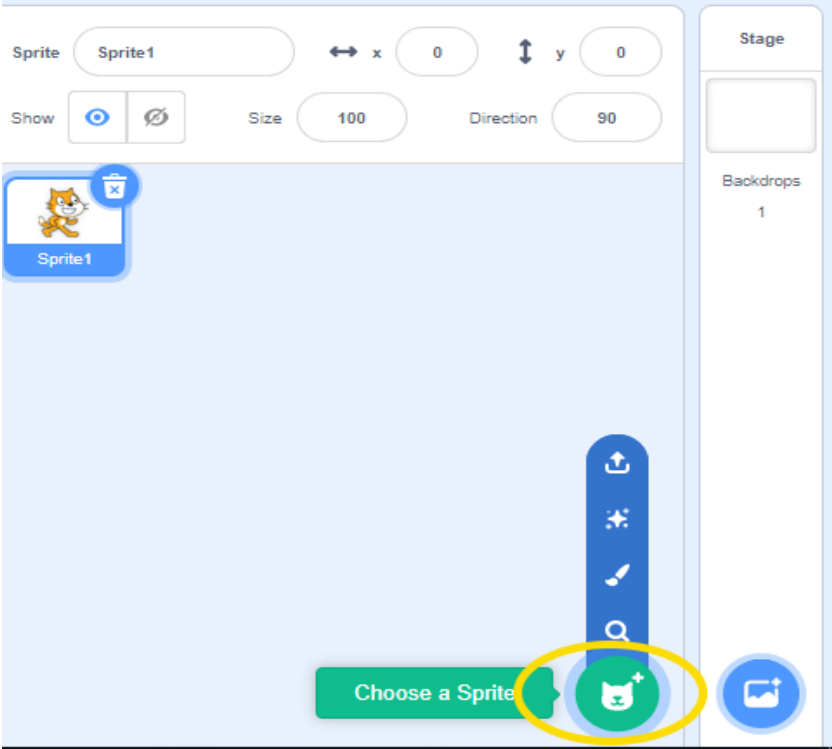 Sprite Sprite1 x 0 y 0
Show Size 100 Direction 90
Sprite1
Choose a Sprite
Stage
Backdrops
1